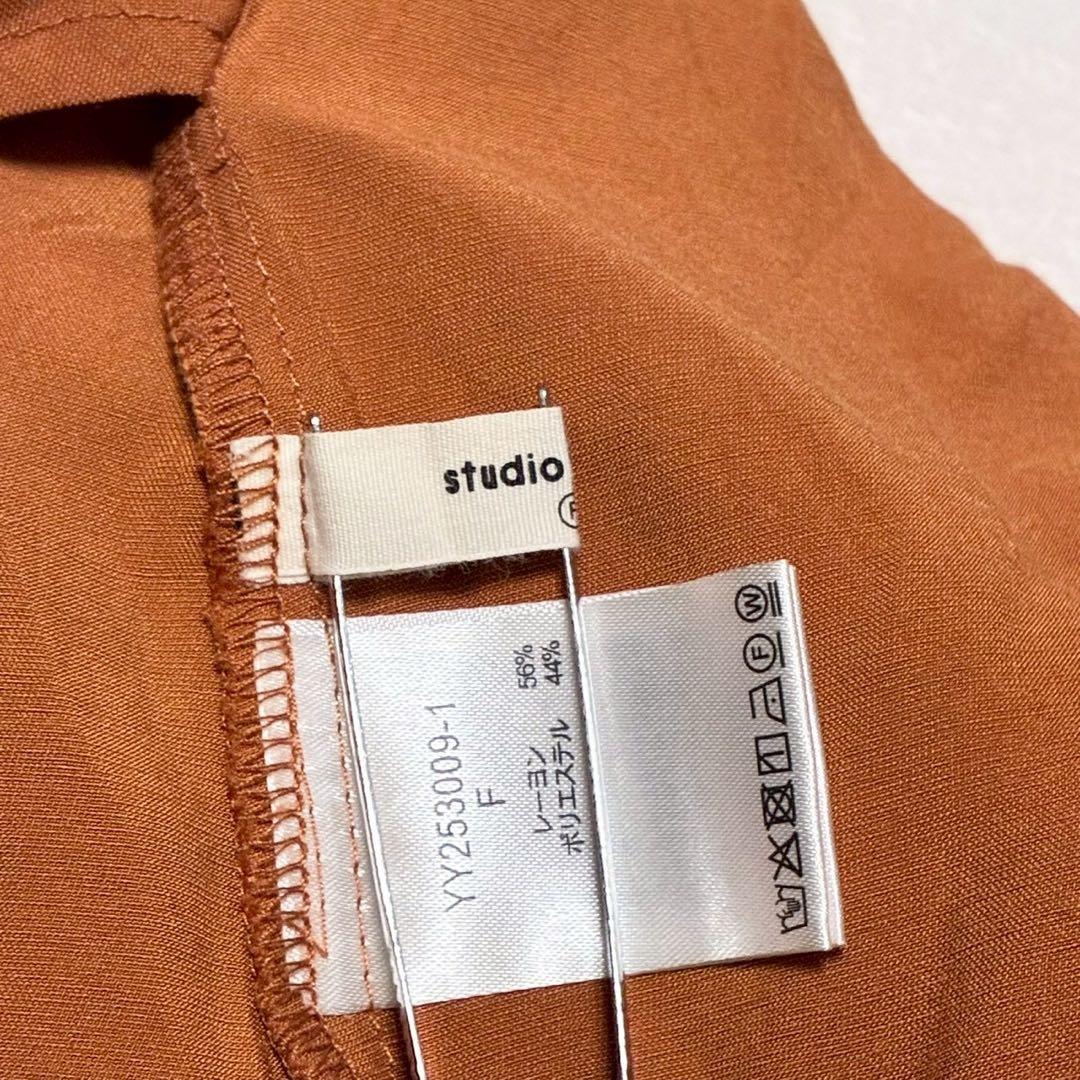 studio
R
YY253009-1
F
レーヨン 56%
ポリエステル 44%
F W